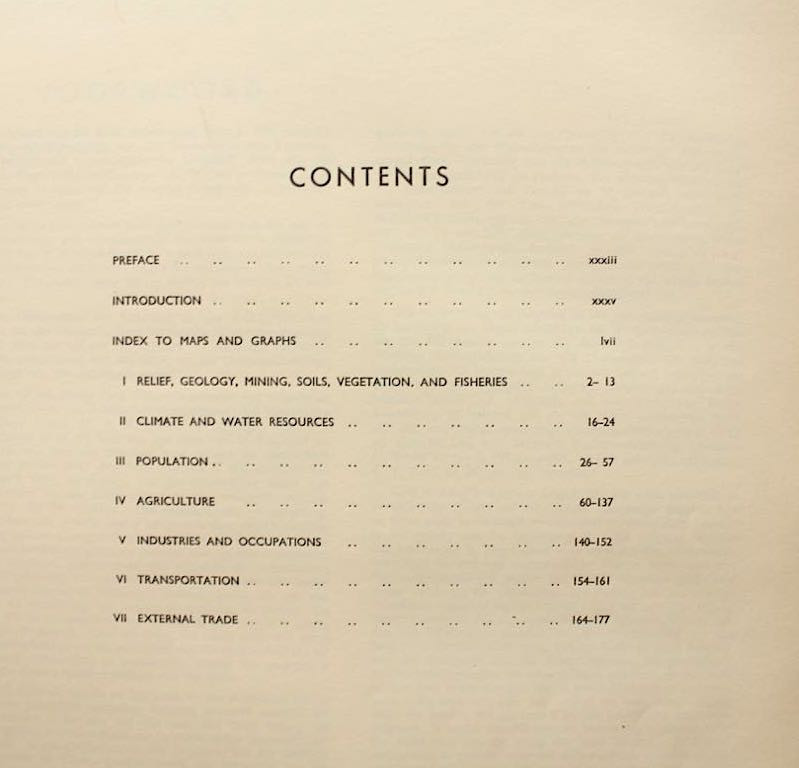 CONTENTS
PREFACE .. .. .. .. .. .. .. .. .. .. .. .. xxxiii
INTRODUCTION .. .. .. .. .. .. .. .. .. .. .. xxxv
INDEX TO MAPS AND GRAPHS .. .. .. .. .. .. .. .. lvii
I RELIEF, GEOLOGY, MINING, SOILS, VEGETATION, AND FISHERIES .. .. 2– 13
II CLIMATE AND WATER RESOURCES .. .. .. .. .. .. .. 16–24
III POPULATION .. .. .. .. .. .. .. .. .. .. .. 26– 57
IV AGRICULTURE .. .. .. .. .. .. .. .. .. .. 60–137
V INDUSTRIES AND OCCUPATIONS .. .. .. .. .. .. .. 140–152
VI TRANSPORTATION .. .. .. .. .. .. .. .. .. .. 154–161
VII EXTERNAL TRADE .. .. .. .. .. .. .. .. .. .. 164–177